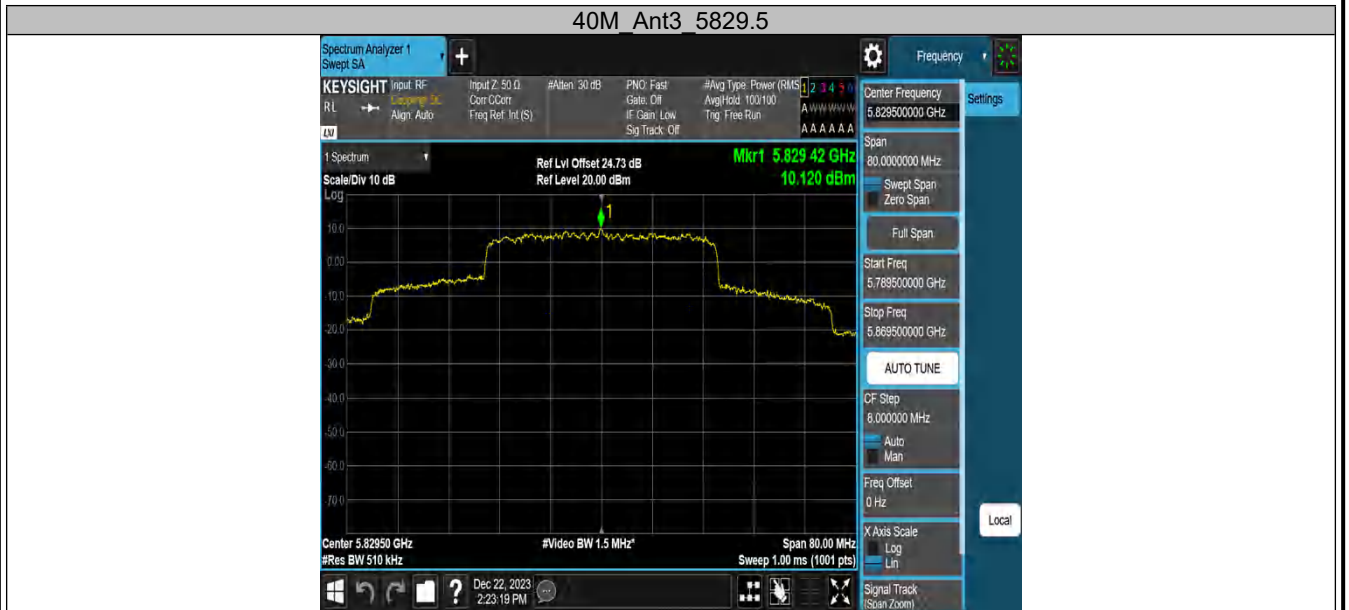 40M_Ant3_5829.5
Spectrum Analyzer 1
Swept SA
+
Frequency
KEYSIGHT
Input: RF
Coupling: DC
Align: Auto
Input Z: 50 Ω
Corr CCorr
Freq Ref: Int (S)
#Atten: 30 dB
PNO: Fast
Gate: Off
IF Gain: Low
Sig Track: Off
#Avg Type: Power (RMS
Avg|Hold: 100/100
Trig: Free Run
1 2 3 4 5 6
A W W W W W
A A A A A A
RL
LXI
Center Frequency
5.829500000 GHz
Settings
1 Spectrum
Scale/Div 10 dB
Log
Ref Lvl Offset 24.73 dB
Ref Level 20.00 dBm
Mkr1 5.829 42 GHz
10.120 dBm
Span
80.0000000 MHz
Swept Span
Zero Span
Full Span
Start Freq
5.789500000 GHz
Stop Freq
5.869500000 GHz
AUTO TUNE
CF Step
8.000000 MHz
Auto
Man
Freq Offset
0 Hz
X Axis Scale
Log
Lin
Signal Track
(Span Zoom)
Local
1
10.0
0.00
-10.0
-20.0
-30.0
-40.0
-50.0
-60.0
-70.0
Center 5.82950 GHz
#Res BW 510 kHz
#Video BW 1.5 MHz*
Span 80.00 MHz
Sweep 1.00 ms (1001 pts)
?
Dec 22, 2023
2:23:19 PM